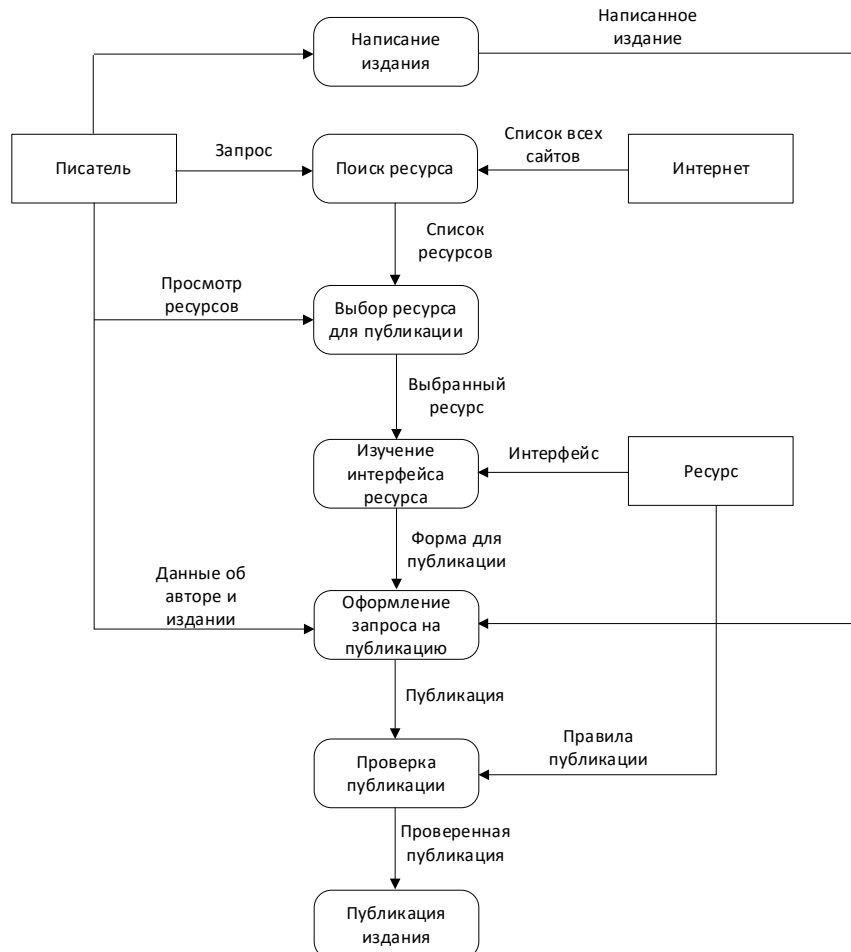 Написание
издания
Написанное
издание
Писатель
Запрос
Поиск ресурса
Список всех
сайтов
Интернет
Список
ресурсов
Просмотр
ресурсов
Выбор ресурса
для публикации
Выбранный
ресурс
Изучение
интерфейса
ресурса
Интерфейс
Ресурс
Форма для
публикации
Данные об
авторе и
издании
Оформление
запроса на
публикацию
Публикация
Проверка
публикации
Правила
публикации
Проверенная
публикация
Публикация
издания